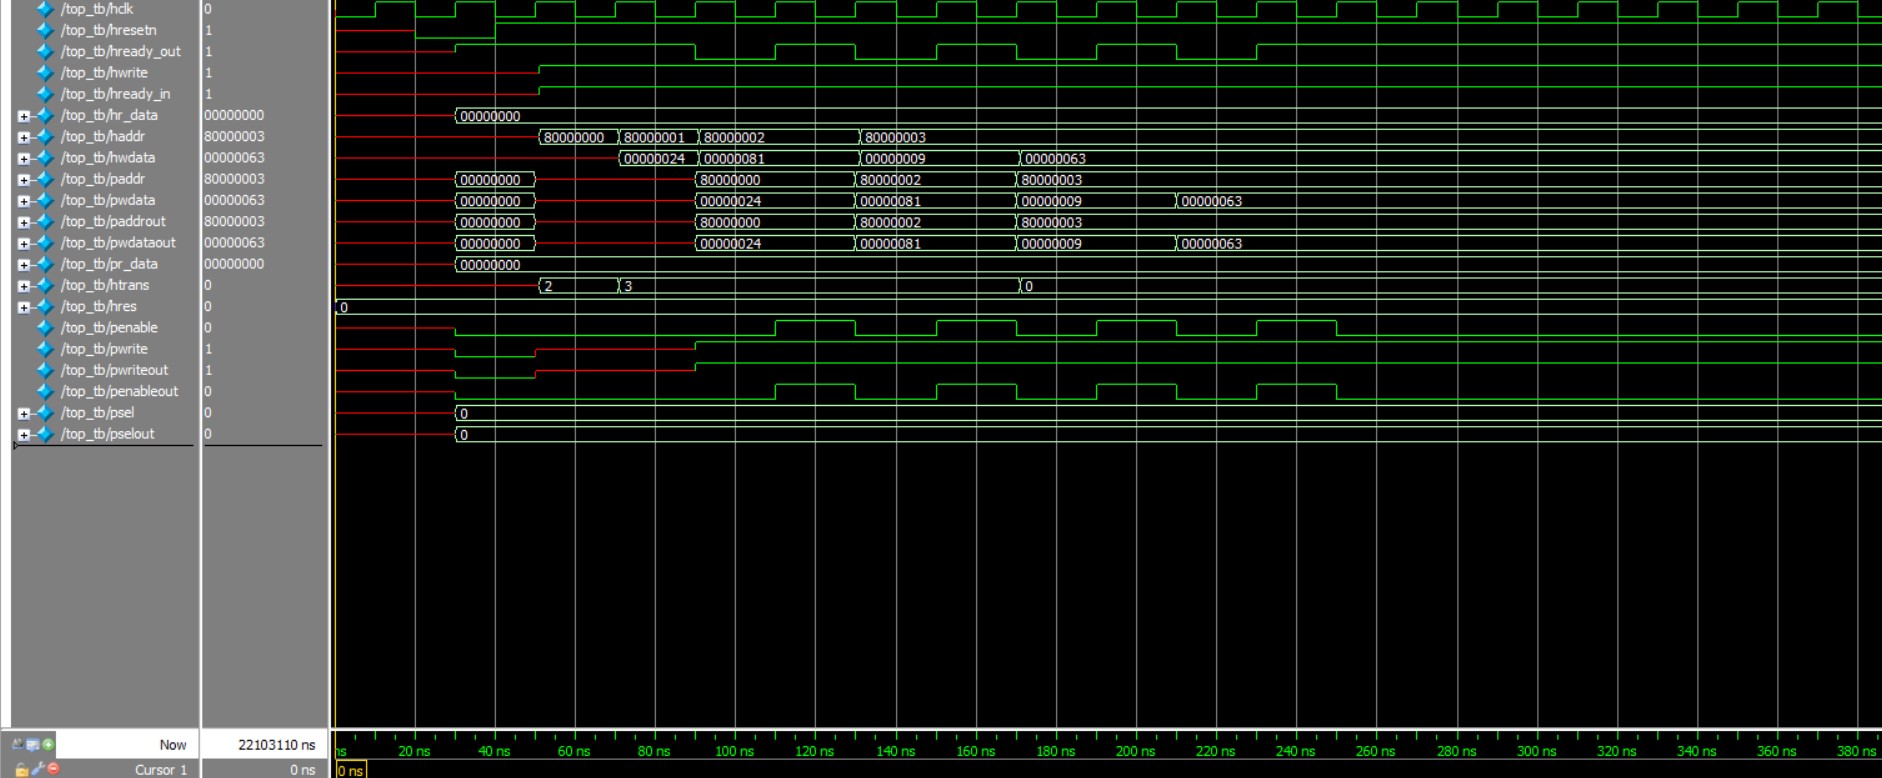 /top_tb/hclk 0
/top_tb/hresetn 1
/top_tb/hready_out 1
/top_tb/hwrite 1
/top_tb/hready_in 1
/top_tb/hr_data 00000000 00000000
/top_tb/haddr 80000003 80000000 80000001 80000002 80000003
/top_tb/hwdata 00000063 00000024 00000081 00000009 00000063
/top_tb/paddr 80000003 00000000 80000000 80000002 80000003
/top_tb/pwdata 00000063 00000000 00000024 00000081 00000009 00000063
/top_tb/paddrout 80000003 00000000 80000000 80000002 80000003
/top_tb/pwdataout 00000063 00000000 00000024 00000081 00000009 00000063
/top_tb/pr_data 00000000 00000000
/top_tb/htrans 0 2 3 0
/top_tb/hres 0 0
/top_tb/penable 0
/top_tb/pwrite 1
/top_tb/pwriteout 1
/top_tb/penableout 0
/top_tb/psel 0 0
/top_tb/pselout 0 0
Now 22103110 ns ns 20 ns 40 ns 60 ns 80 ns 100 ns 120 ns 140 ns 160 ns 180 ns 200 ns 220 ns 240 ns 260 ns 280 ns 300 ns 320 ns 340 ns 360 ns 380 ns
Cursor 1 0 ns 0 ns